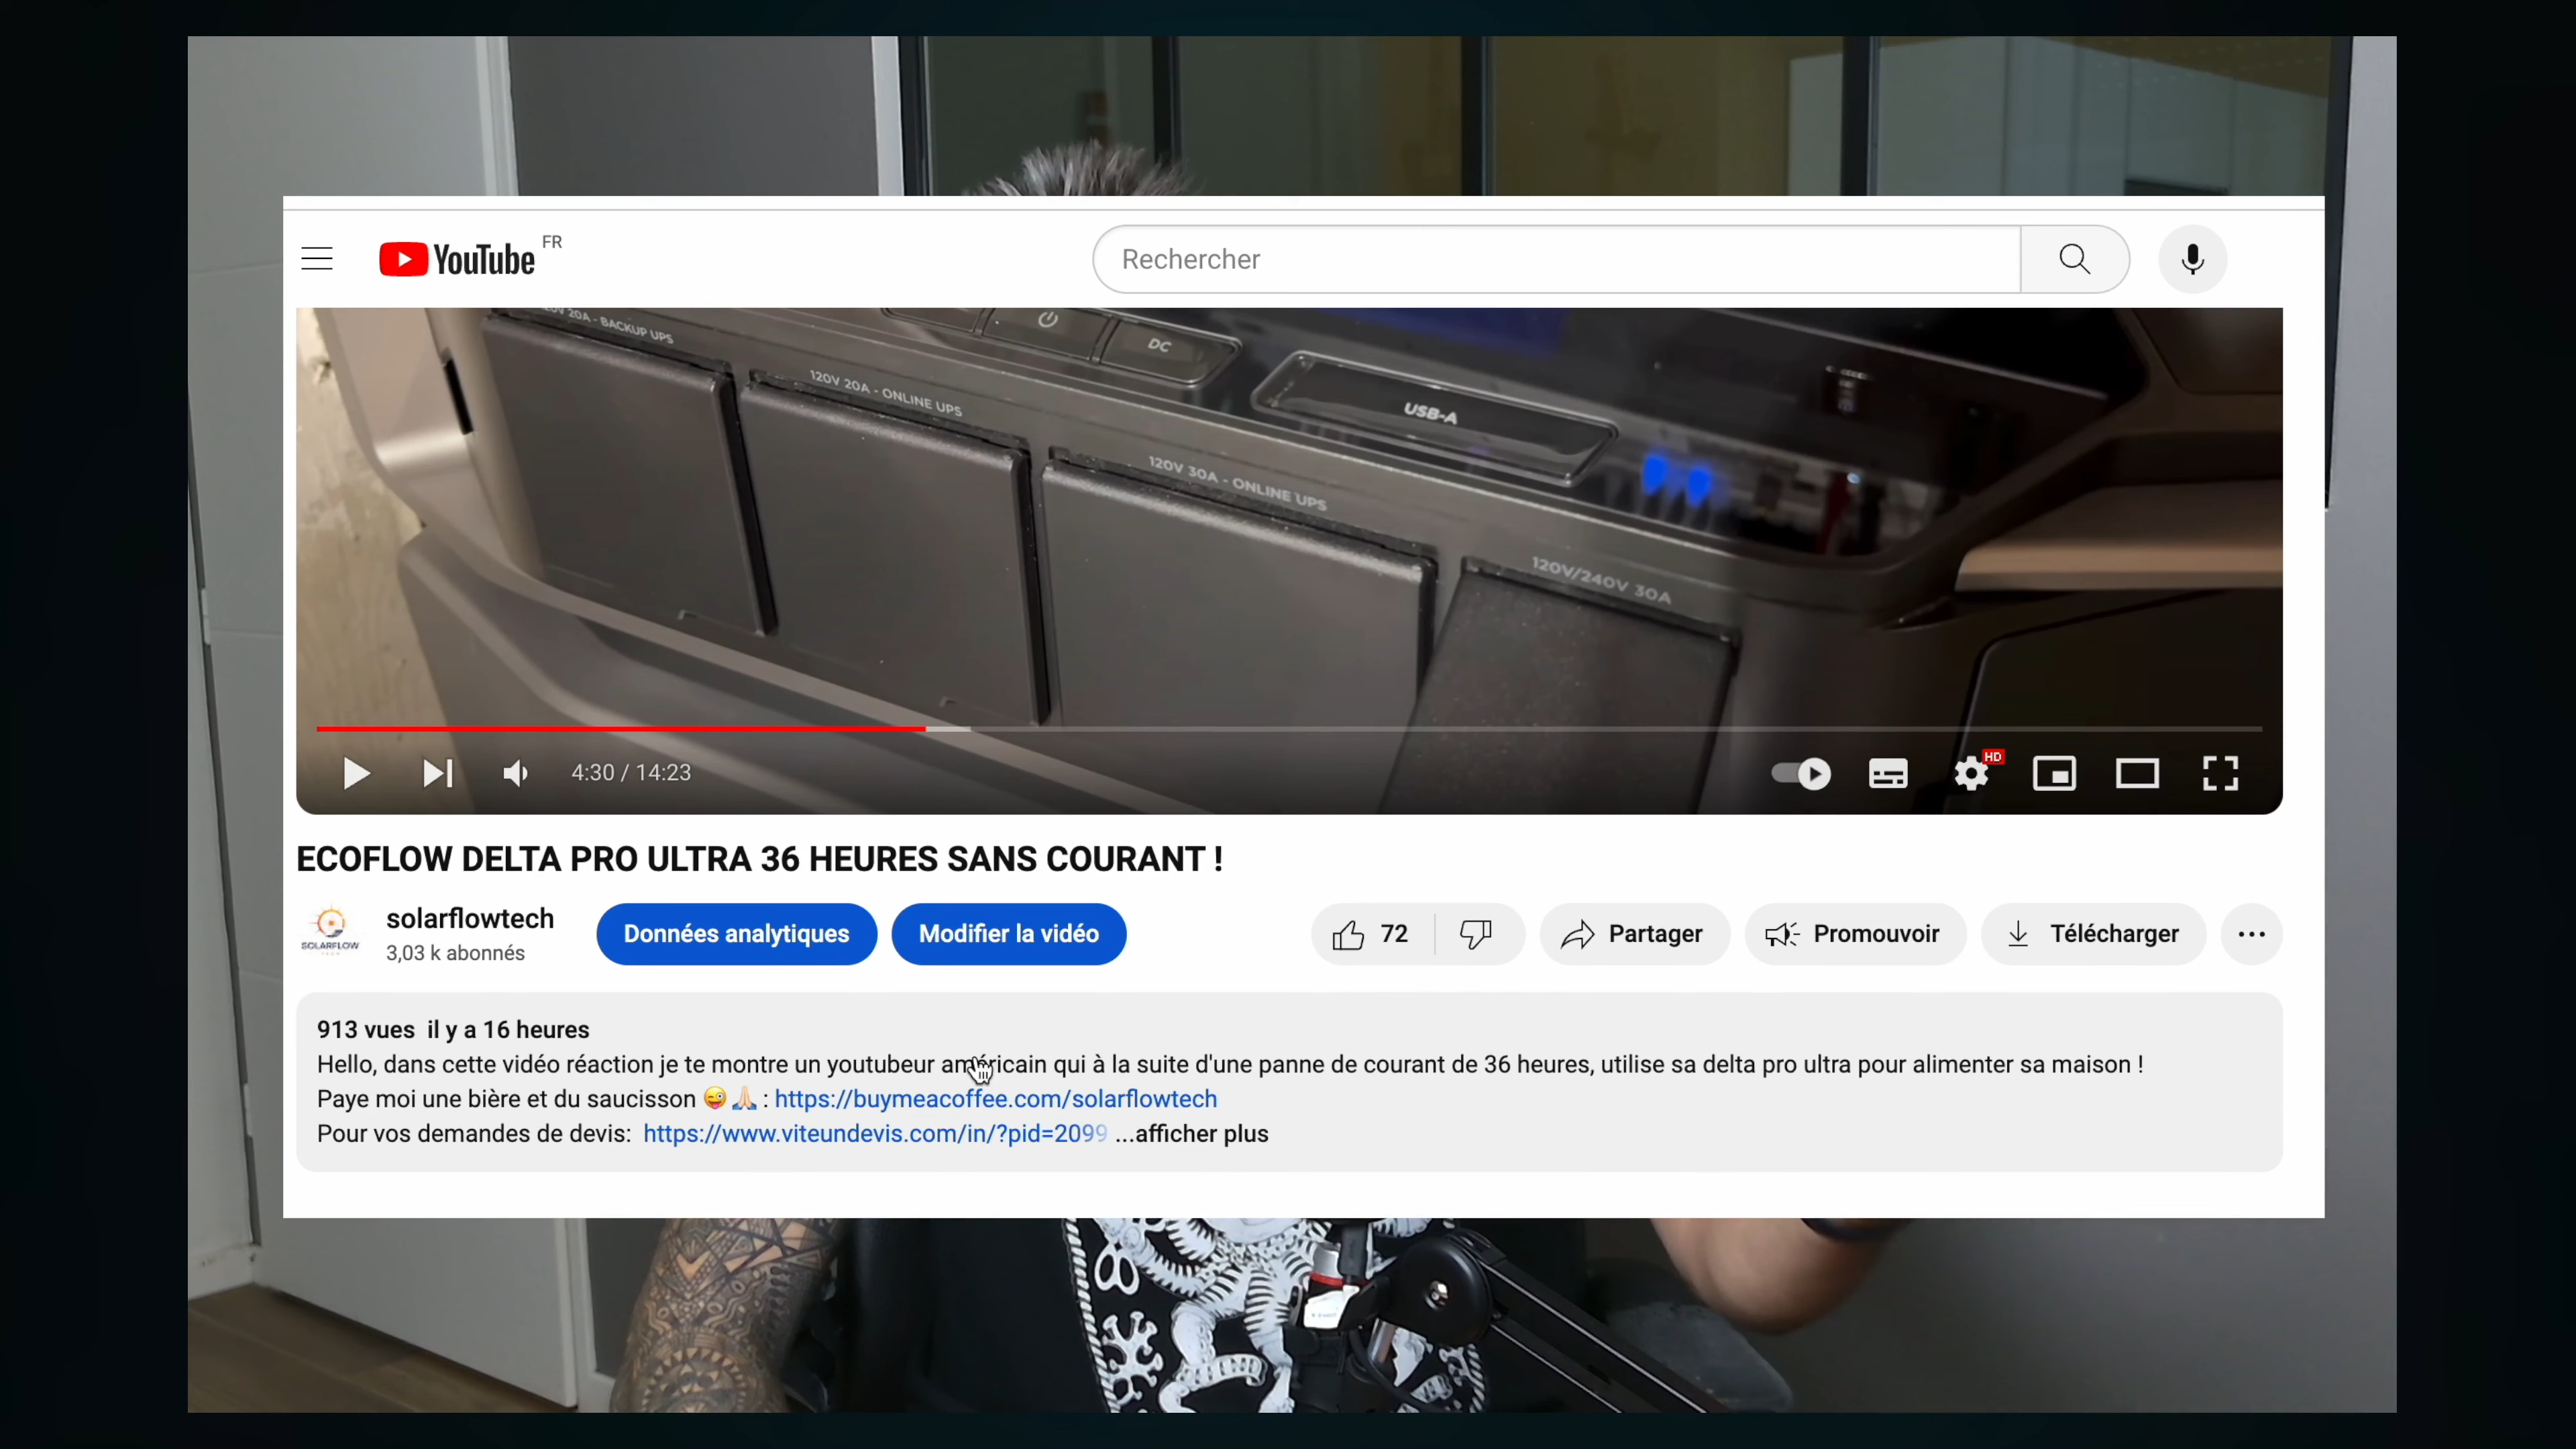 YouTube FR
Rechercher
20A - BACKUP UPS
DC
120V 20A - ONLINE UPS
USB-A
120V 30A - ONLINE UPS
120V/240V 30A
4:30 / 14:23
HD
ECOFLOW DELTA PRO ULTRA 36 HEURES SANS COURANT !
SOLARFLOW
solarflowtech
3,03 k abonnés
Données analytiques
Modifier la vidéo
72
Partager
Promouvoir
Télécharger
913 vues il y a 16 heures
Hello, dans cette vidéo réaction je te montre un youtubeur américain qui à la suite d'une panne de courant de 36 heures, utilise sa delta pro ultra pour alimenter sa maison !
Paye moi une bière et du saucisson 😜🙏🏻 : https://buymeacoffee.com/solarflowtech
Pour vos demandes de devis: https://www.viteundevis.com/in/?pid=2099 ...afficher plus